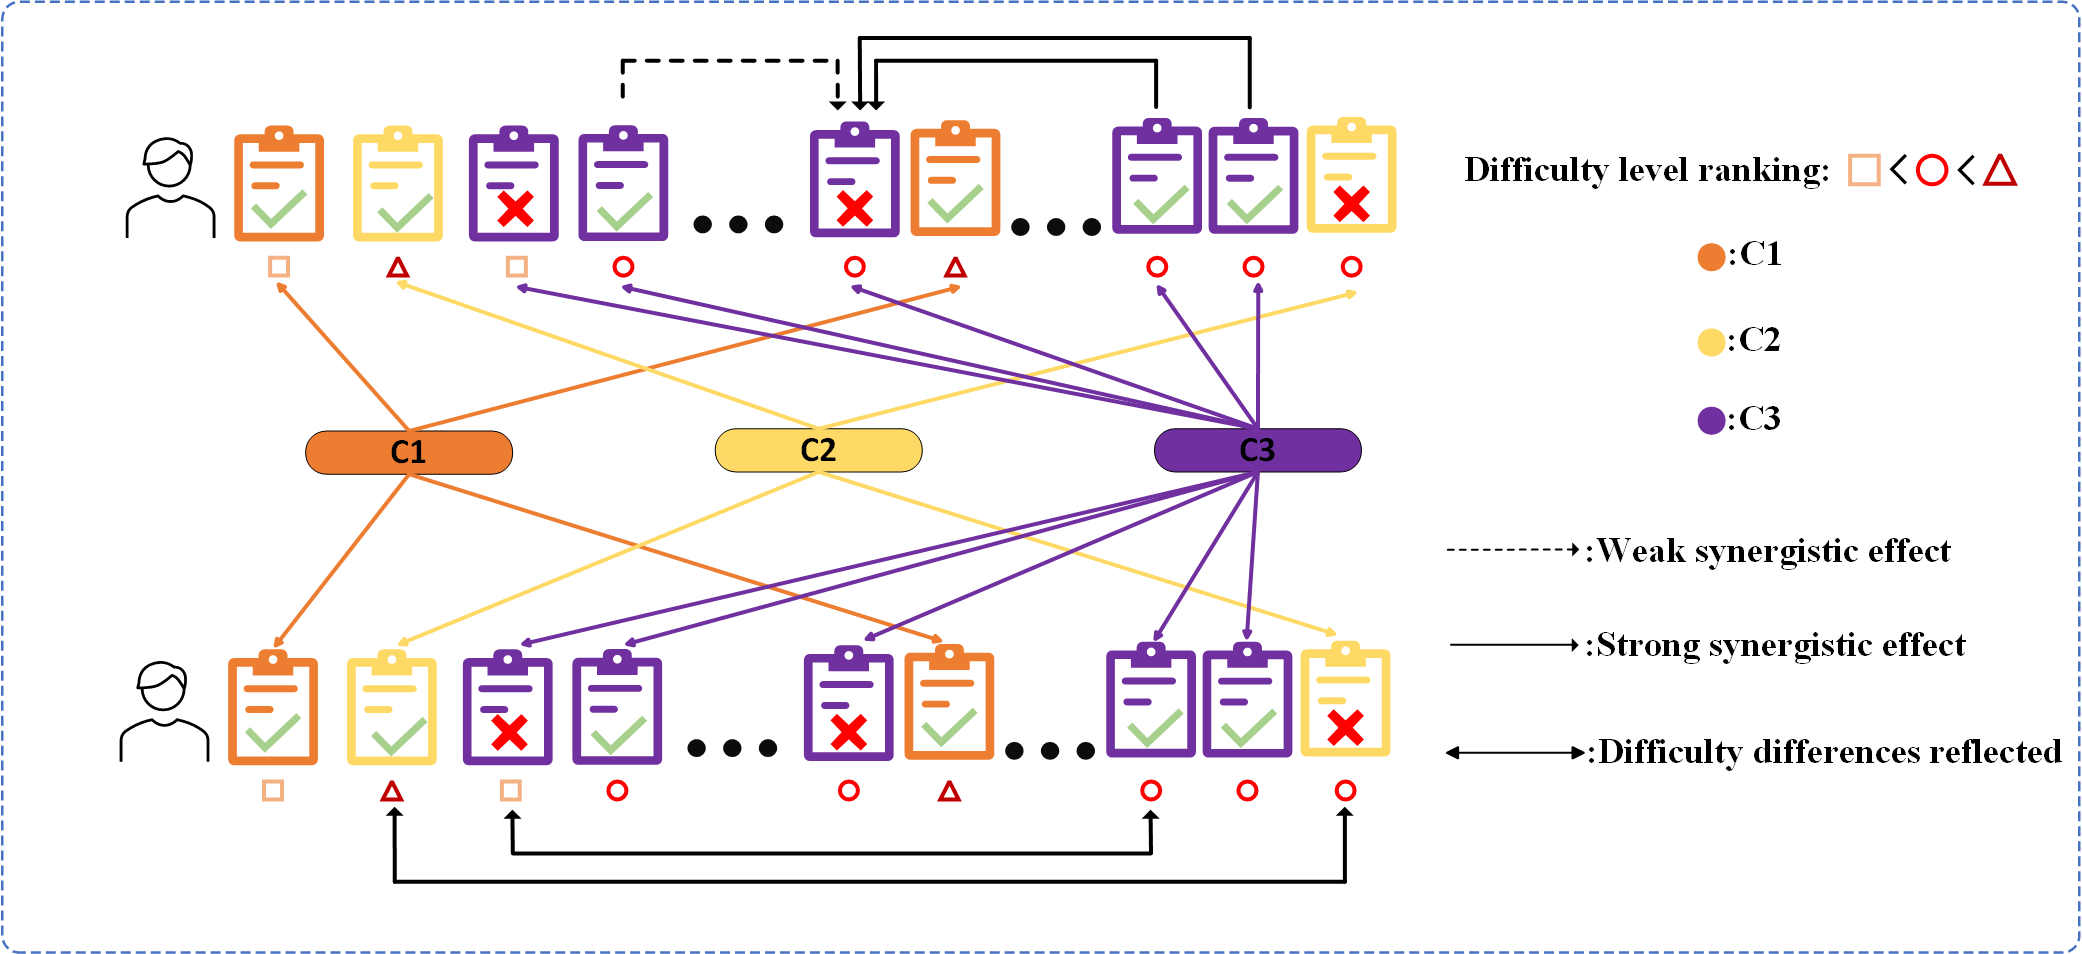 Difficulty level ranking: < <
:C1
:C2
:C3
C1
C2
C3
:Weak synergistic effect
:Strong synergistic effect
:Difficulty differences reflected